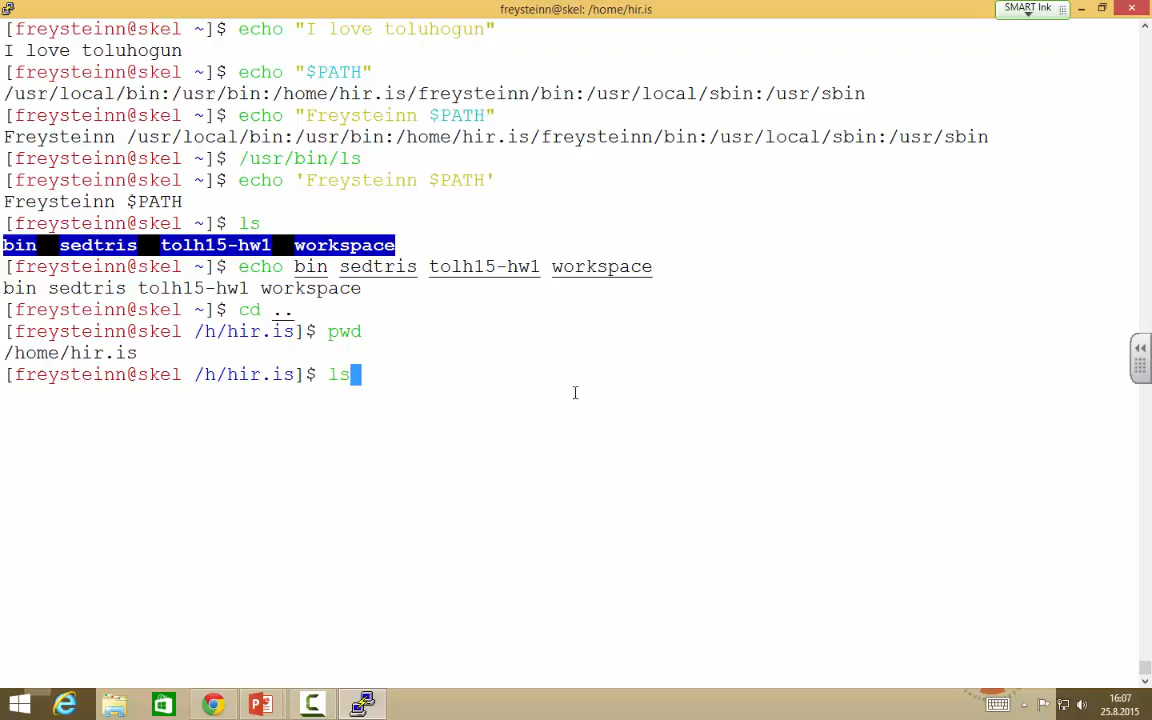 freysteinn@skel: /home/hir.is
SMART Ink
[freysteinn@skel ~]$ echo "I love toluhogun"
I love toluhogun
[freysteinn@skel ~]$ echo "$PATH"
/usr/local/bin:/usr/bin:/home/hir.is/freysteinn/bin:/usr/local/sbin:/usr/sbin
[freysteinn@skel ~]$ echo "Freysteinn $PATH"
Freysteinn /usr/local/bin:/usr/bin:/home/hir.is/freysteinn/bin:/usr/local/sbin:/usr/sbin
[freysteinn@skel ~]$ /usr/bin/ls
[freysteinn@skel ~]$ echo 'Freysteinn $PATH'
Freysteinn $PATH
[freysteinn@skel ~]$ ls
bin  sedtris  tolh15-hw1  workspace
[freysteinn@skel ~]$ echo bin sedtris tolh15-hw1 workspace
bin sedtris tolh15-hw1 workspace
[freysteinn@skel ~]$ cd ..
[freysteinn@skel /h/hir.is]$ pwd
/home/hir.is
[freysteinn@skel /h/hir.is]$ ls
16:07
25.8.2015